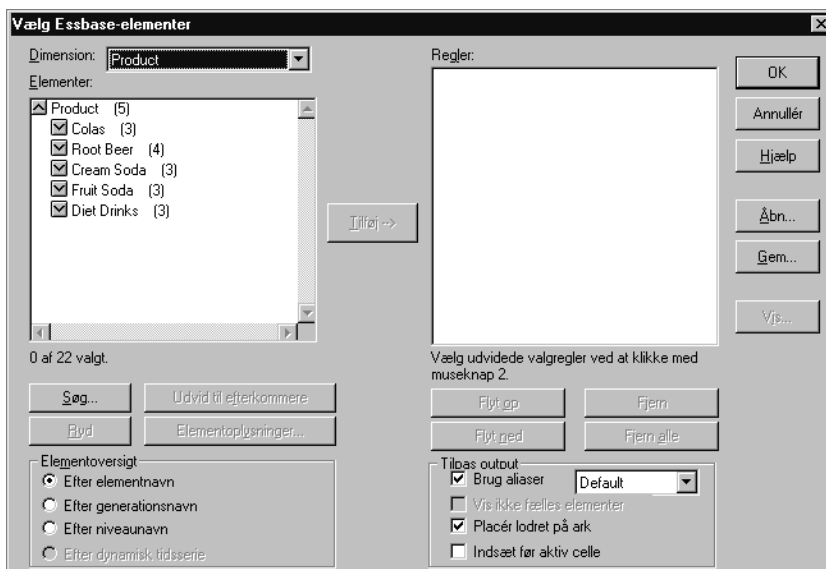 Vælg Essbase-elementer
Dimension: Product
Elementer:
Product (5)
Colas (3)
Root Beer (4)
Cream Soda (3)
Fruit Soda (3)
Diet Drinks (3)
0 af 22 valgt.
Tilføj -->
Søg...
Udvid til efterkommere
Ryd
Elementoplysninger...
Elementoversigt
Efter elementnavn
Efter generationsnavn
Efter niveaunavn
Efter dynamisk tidsserie
Regler:
Vælg udvidede valgregler ved at klikke med
museknap 2.
Flyt op
Fjern
Flyt ned
Fjern alle
Tilpas output
Brug aliaser Default
Vis ikke fælles elementer
Placér lodret på ark
Indsæt før aktiv celle
OK
Annullér
Hjælp
Åbn...
Gem...
Vis...